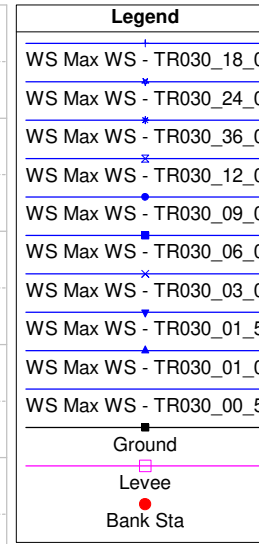 Legend
WS Max WS - TR030_18_0
WS Max WS - TR030_24_0
WS Max WS - TR030_36_0
WS Max WS - TR030_12_0
WS Max WS - TR030_09_0
WS Max WS - TR030_06_0
WS Max WS - TR030_03_0
WS Max WS - TR030_01_5
WS Max WS - TR030_01_0
WS Max WS - TR030_00_5
Ground
Levee
Bank Sta